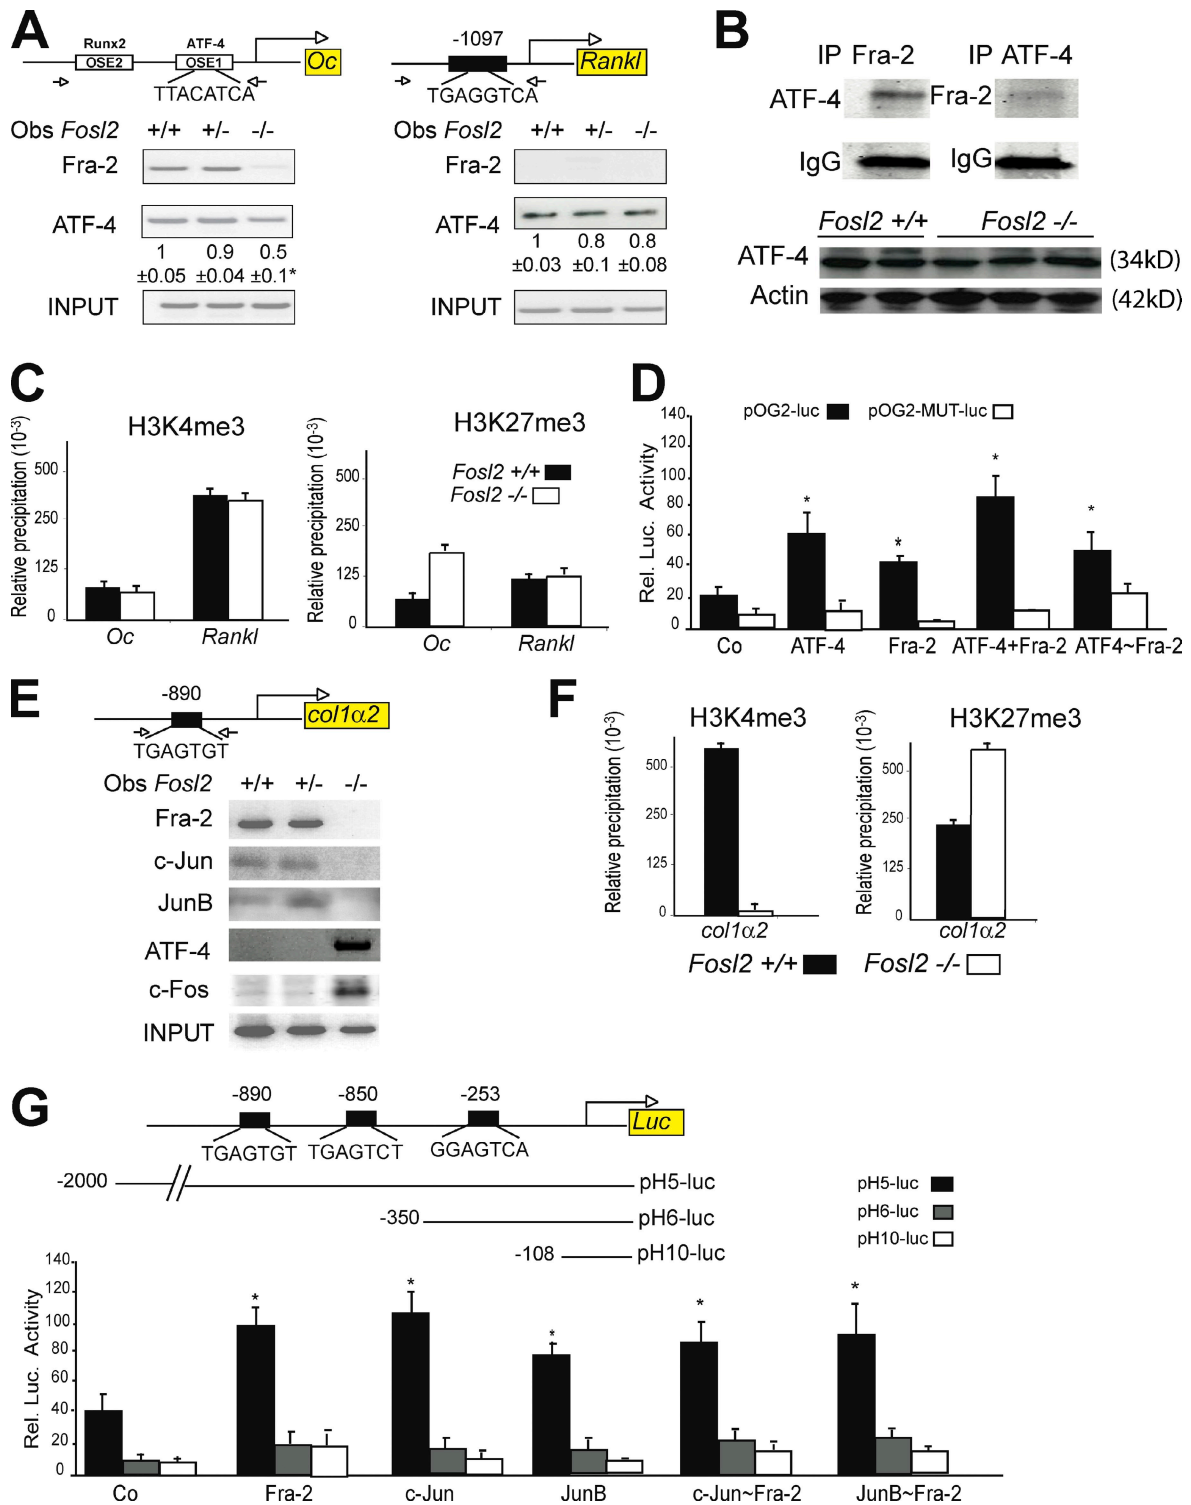 A
Runx2 ATF-4
OSE2 OSE1 Oc
TTACATCA
Obs Fosl2 +/+ +/- -/-
Fra-2
ATF-4
1 0.9 0.5
±0.05 ±0.04 ±0.1*
INPUT
-1097
Rankl
TGAGGTCA
Obs Fosl2 +/+ +/- -/-
Fra-2
ATF-4
1 0.8 0.8
±0.03 ±0.1 ±0.08
INPUT
B
IP Fra-2 IP ATF-4
ATF-4 Fra-2
IgG IgG
Fosl2 +/+ Fosl2 -/-
ATF-4 (34kD)
Actin (42kD)
C
H3K4me3
Relative precipitation (10-3)
500
250
125
0
Oc Rankl
H3K27me3
Relative precipitation (10-3)
Fosl2 +/+
Fosl2 -/-
500
250
125
0
Oc Rankl
D
pOG2-luc pOG2-MUT-luc
Rel. Luc. Activity
140
120
100
80
60
40
20
0
* * * *
Co ATF-4 Fra-2 ATF-4+Fra-2 ATF4~Fra-2
E
-890
col1α2
TGAGTGT
Obs Fosl2 +/+ +/- -/-
Fra-2
c-Jun
JunB
ATF-4
c-Fos
INPUT
F
H3K4me3
Relative precipitation (10-3)
500
250
125
0
col1α2
H3K27me3
Relative precipitation (10-3)
500
250
125
0
col1α2
Fosl2 +/+ Fosl2 -/-
G
-890 -850 -253
Luc
TGAGTGT TGAGTCT GGAGTCA
-2000 pH5-luc
-350 pH6-luc
-108 pH10-luc
pH5-luc
pH6-luc
pH10-luc
Rel. Luc. Activity
140
120
100
80
60
40
20
0
* * * * *
Co Fra-2 c-Jun JunB c-Jun~Fra-2 JunB~Fra-2